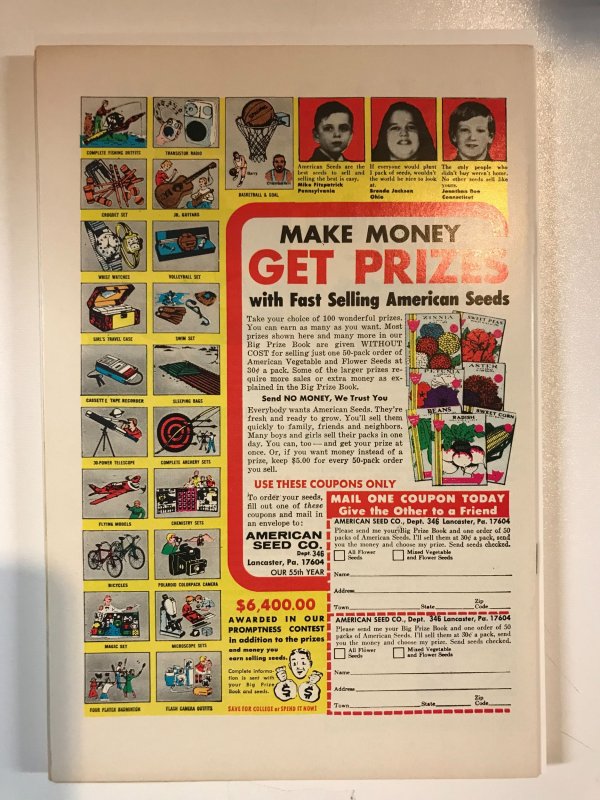 COMPLETE FISHING OUTFITS
TRANSISTOR RADIO
BASKETBALL & GOAL
American Seeds are the
best seeds to sell and
selling the best is easy.
Mike Fitzpatrick
Pennsylvania
If everyone would plant
1 pack of seeds, wouldn't
the world be nice to look
at.
Brenda Jackson
Ohio
The only people who
didn't buy weren't home.
No other seeds sell like
yours.
Jonathan Doe
Connecticut
CROQUET SET
JR. GUITARS
WRIST WATCHES
VOLLEYBALL SET
GIRL'S TRAVEL CASE
SWIM SET
CASSETTE TAPE RECORDER
SLEEPING BAGS
30-POWER TELESCOPE
COMPLETE ARCHERY SETS
FLYING MODELS
CHEMISTRY SETS
BICYCLES
POLAROID COLORPACK CAMERA
MAGIC SET
MICROSCOPE SETS
FOUR PLAYER BADMINTON
FLASH CAMERA OUTFITS
MAKE MONEY
GET PRIZES
with Fast Selling American Seeds
Take your choice of 100 wonderful prizes.
You can earn as many as you want. Most
prizes shown here and many more in our
Big Prize Book are given WITHOUT
COST for selling just one 50-pack order of
American Vegetable and Flower Seeds at
30¢ a pack. Some of the larger prizes re-
quire more sales or extra money as ex-
plained in the Big Prize Book.
Send NO MONEY, We Trust You
Everybody wants American Seeds. They're
fresh and ready to grow. You'll sell them
quickly to family, friends and neighbors.
Many boys and girls sell their packs in one
day. You can, too — and get your prize at
once. Or, if you want money instead of a
prize, keep $5.00 for every 50-pack order
you sell.
ZINNIA
SWEET PEAS
ASTER
PETUNIA
BEANS
RADISH
SWEET CORN
USE THESE COUPONS ONLY
To order your seeds,
fill out one of these
coupons and mail in
an envelope to:
AMERICAN
SEED CO.
Dept. 346
Lancaster, Pa. 17604
OUR 55th YEAR
MAIL ONE COUPON TODAY
Give the Other to a Friend
AMERICAN SEED CO., Dept. 346 Lancaster, Pa. 17604
Please send me your Big Prize Book and one order of 50
packs of American Seeds. I'll sell them at 30¢ a pack, send
you the money and choose my prize. Send seeds checked.
All Flower
Seeds
Mixed Vegetable
and Flower Seeds
Name
Address
Town State Zip Code
AMERICAN SEED CO., Dept. 346 Lancaster, Pa. 17604
Please send me your Big Prize Book and one order of 50
packs of American Seeds. I'll sell them at 30¢ a pack, send
you the money and choose my prize. Send seeds checked.
All Flower
Seeds
Mixed Vegetable
and Flower Seeds
Name
Address
Town State Zip Code
$6,400.00
AWARDED IN OUR
PROMPTNESS CONTEST
in addition to the prizes
and money you
earn selling seeds.
Complete informa-
tion is sent with
your Big Prize
Book and seeds.
$ $
SAVE FOR COLLEGE or SPEND IT NOW!